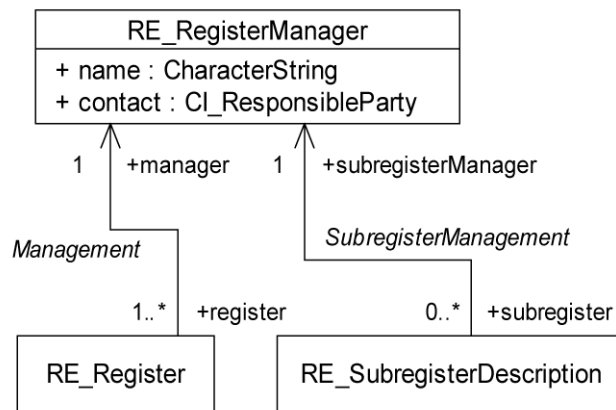 RE_RegisterManager
+ name : CharacterString
+ contact : CI_ResponsibleParty
1 +manager 1 +subregisterManager
Management SubregisterManagement
1..* +register 0..* +subregister
RE_Register RE_SubregisterDescription